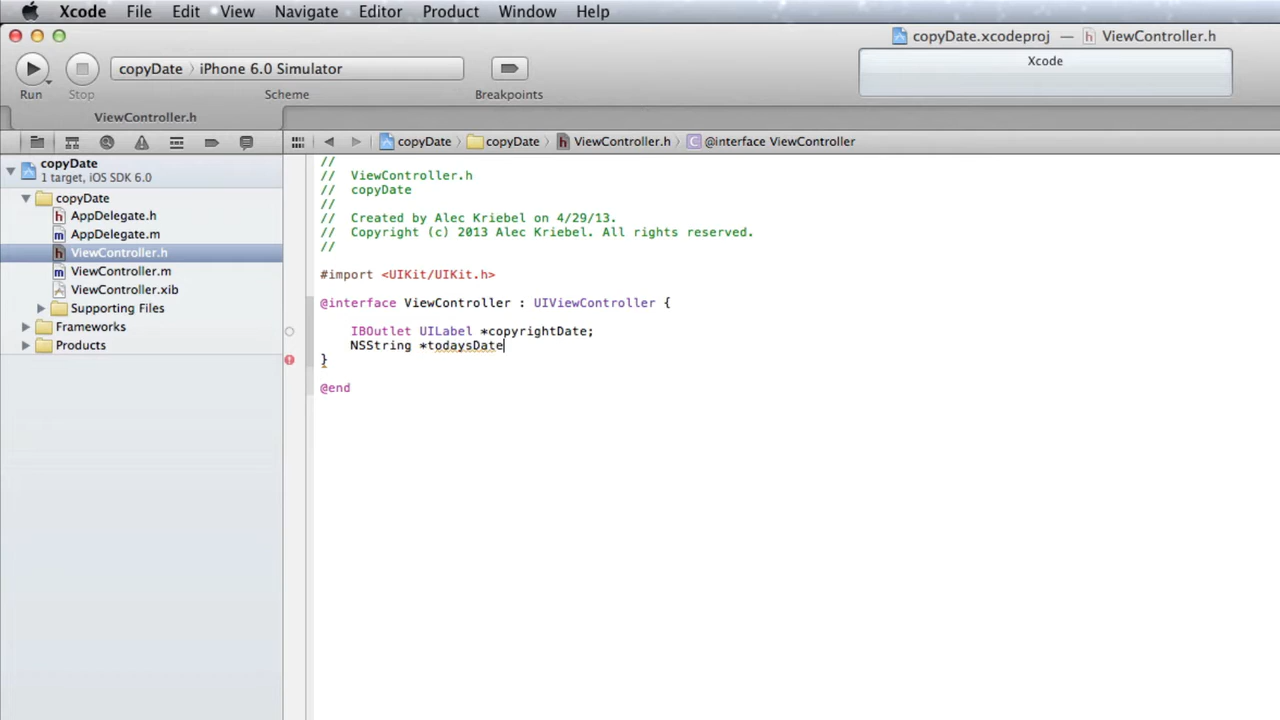 Xcode File Edit View Navigate Editor Product Window Help
copyDate.xcodeproj — h ViewController.h
copyDate 〉 iPhone 6.0 Simulator
Xcode
Run Stop Scheme Breakpoints
ViewController.h
copyDate 〉 copyDate 〉 h ViewController.h 〉 C @interface ViewController
copyDate
1 target, iOS SDK 6.0
copyDate
h AppDelegate.h
m AppDelegate.m
h ViewController.h
m ViewController.m
ViewController.xib
Supporting Files
Frameworks
Products
//
// ViewController.h
// copyDate
//
// Created by Alec Kriebel on 4/29/13.
// Copyright (c) 2013 Alec Kriebel. All rights reserved.
//
#import <UIKit/UIKit.h>
@interface ViewController : UIViewController {
IBOutlet UILabel *copyrightDate;
NSString *todaysDate
}
@end